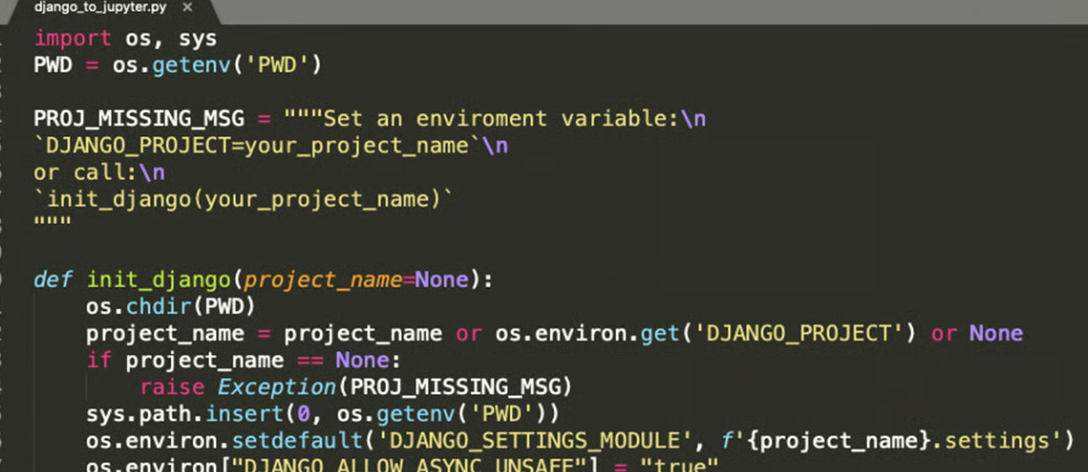 django_to_jupyter.py ×
import os, sys
PWD = os.getenv('PWD')
PROJ_MISSING_MSG = """Set an enviroment variable:\n
`DJANGO_PROJECT=your_project_name`\n
or call:\n
`init_django(your_project_name)`
"""
def init_django(project_name=None):
    os.chdir(PWD)
    project_name = project_name or os.environ.get('DJANGO_PROJECT') or None
    if project_name == None:
        raise Exception(PROJ_MISSING_MSG)
    sys.path.insert(0, os.getenv('PWD'))
    os.environ.setdefault('DJANGO_SETTINGS_MODULE', f'{project_name}.settings')
    os.environ["DJANGO_ALLOW_ASYNC_UNSAFE"] = "true"